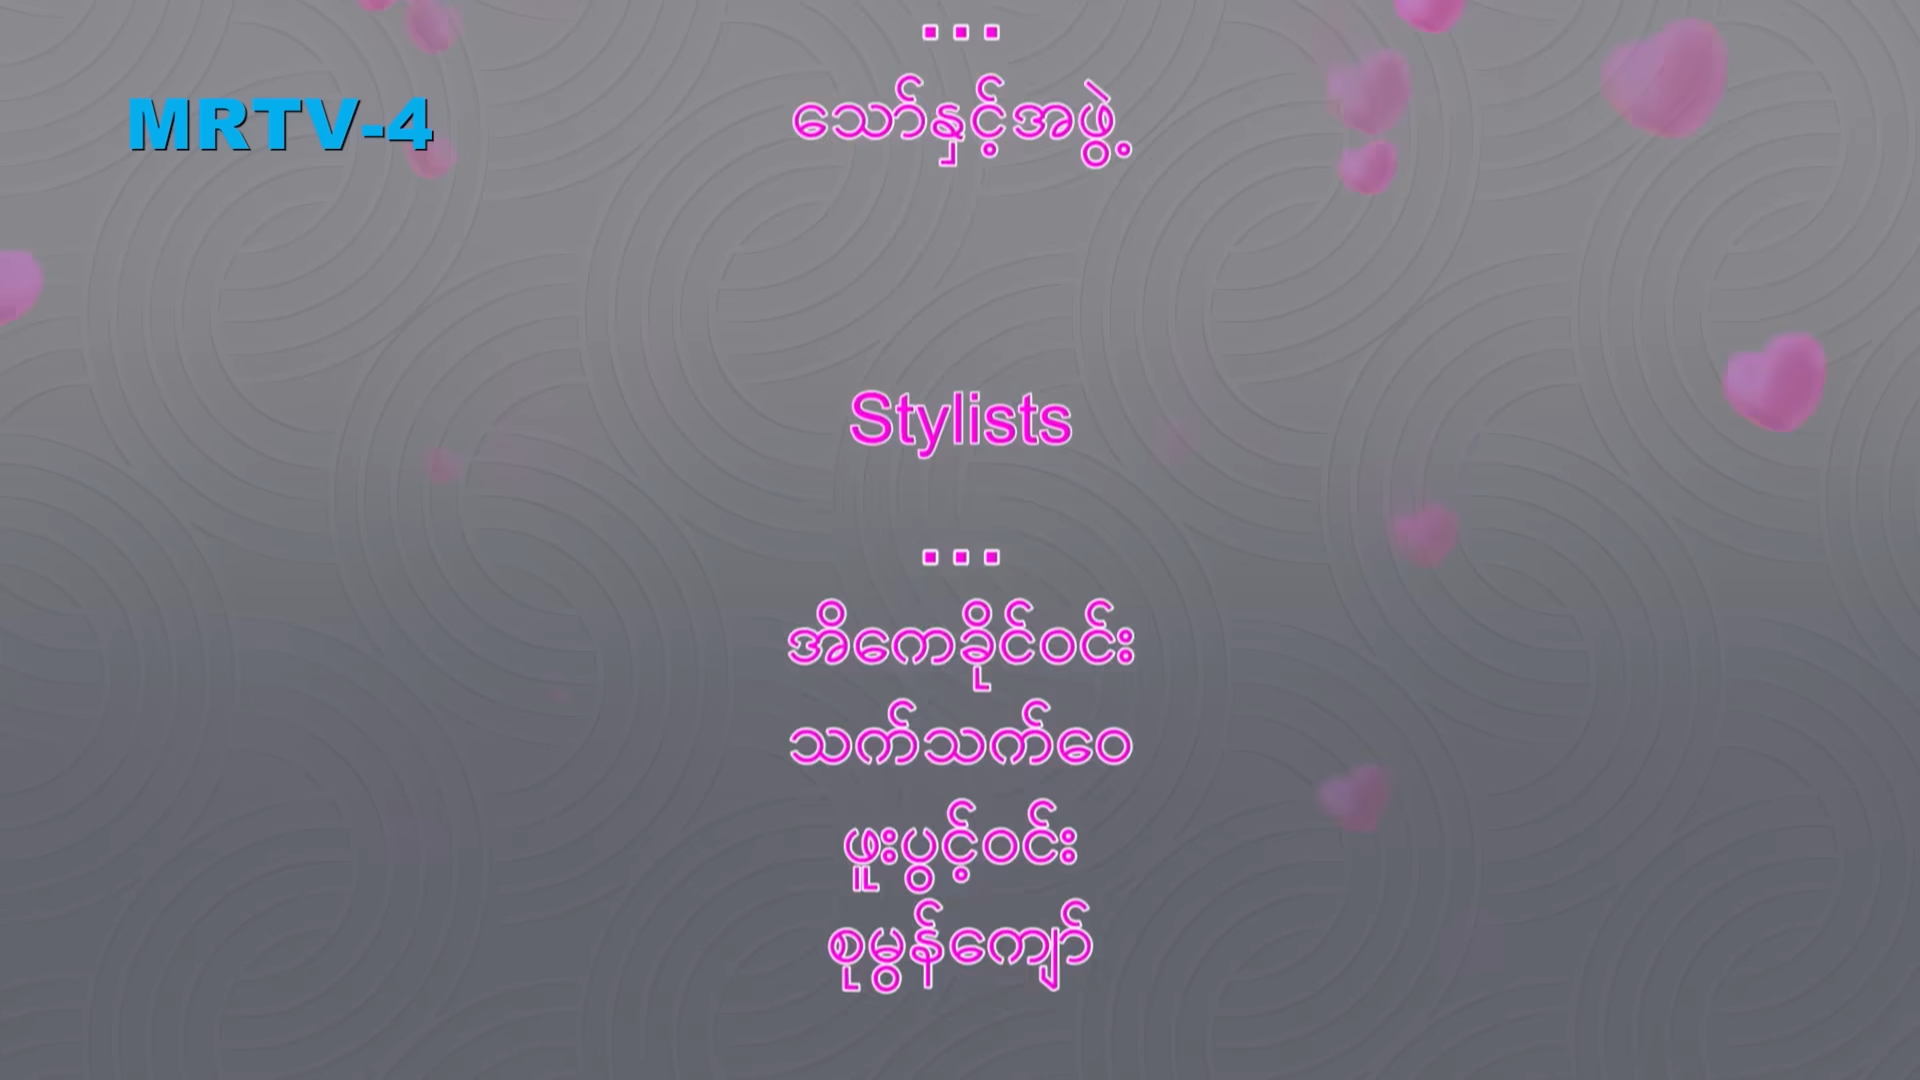 ...
MRTV-4
သော်နှင့်အဖွဲ့
Stylists
...
အိကေခိုင်ဝင်း
သက်သက်ဝေ
ဖူးပွင့်ဝင်း
စုမွန်ကျော်